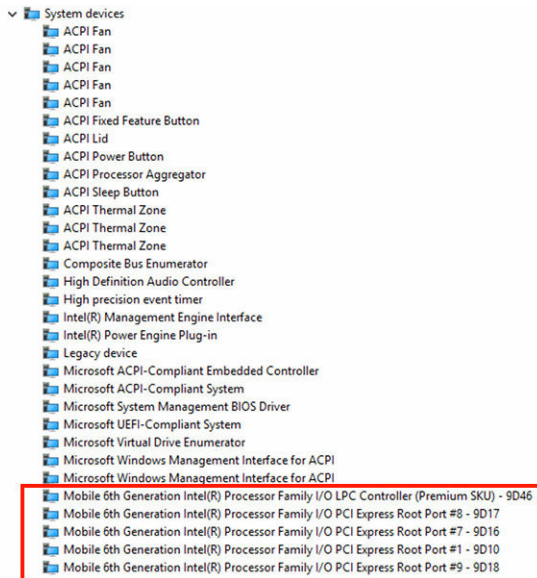 System devices
ACPI Fan
ACPI Fan
ACPI Fan
ACPI Fan
ACPI Fan
ACPI Fixed Feature Button
ACPI Lid
ACPI Power Button
ACPI Processor Aggregator
ACPI Sleep Button
ACPI Thermal Zone
ACPI Thermal Zone
ACPI Thermal Zone
Composite Bus Enumerator
High Definition Audio Controller
High precision event timer
Intel(R) Management Engine Interface
Intel(R) Power Engine Plug-in
Legacy device
Microsoft ACPI-Compliant Embedded Controller
Microsoft ACPI-Compliant System
Microsoft System Management BIOS Driver
Microsoft UEFI-Compliant System
Microsoft Virtual Drive Enumerator
Microsoft Windows Management Interface for ACPI
Microsoft Windows Management Interface for ACPI
Mobile 6th Generation Intel(R) Processor Family I/O LPC Controller (Premium SKU) - 9D46
Mobile 6th Generation Intel(R) Processor Family I/O PCI Express Root Port #8 - 9D17
Mobile 6th Generation Intel(R) Processor Family I/O PCI Express Root Port #7 - 9D16
Mobile 6th Generation Intel(R) Processor Family I/O PCI Express Root Port #1 - 9D10
Mobile 6th Generation Intel(R) Processor Family I/O PCI Express Root Port #9 - 9D18